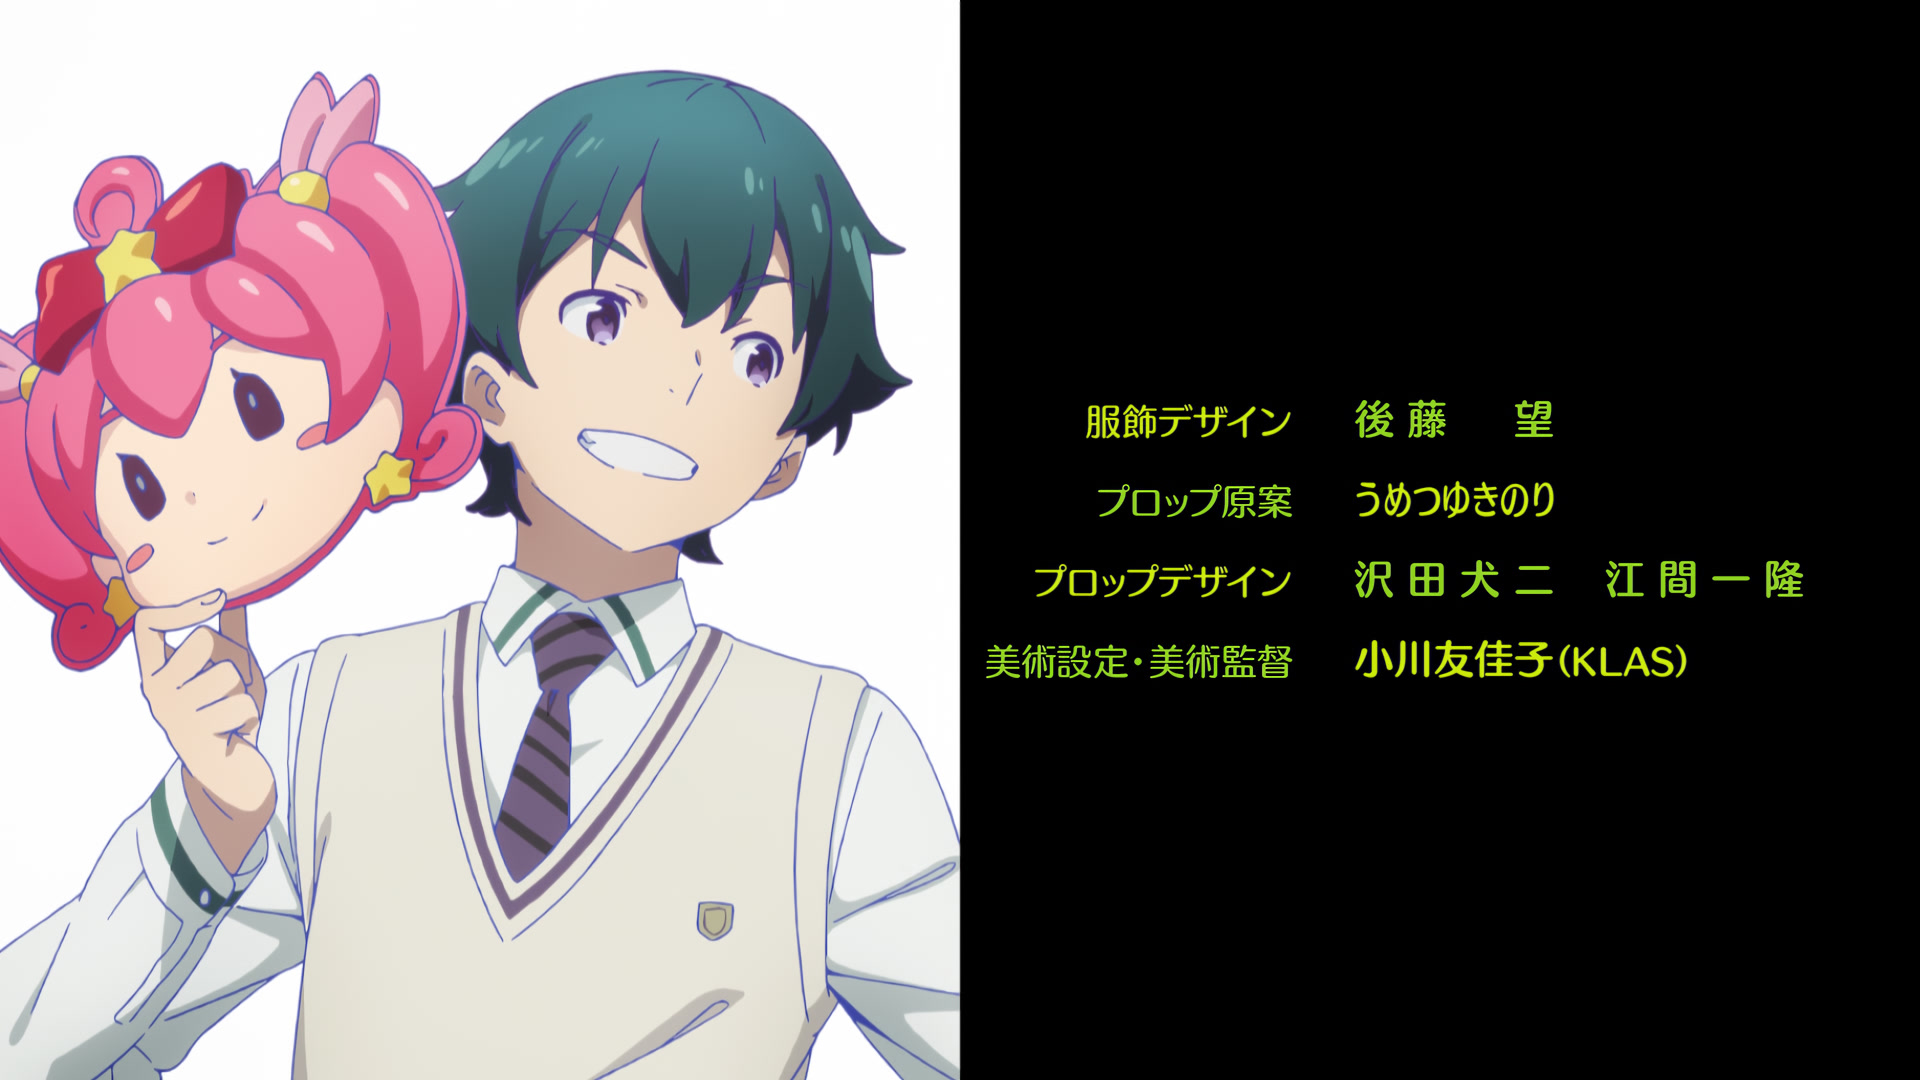 服飾デザイン 後藤 望
プロップ原案 うめつゆきのり
プロップデザイン 沢田犬二 江間一隆
美術設定・美術監督 小川友佳子(KLAS)